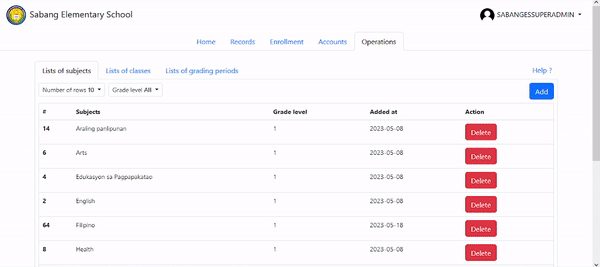 Sabang Elementary School
SABANGESSUPERADMIN
Home Records Enrollment Accounts Operations
Lists of subjects Lists of classes Lists of grading periods Help ?
Number of rows 10 Grade level All Add
# Subjects Grade level Added at Action
14 Araling panlipunan 1 2023-05-08 Delete
6 Arts 1 2023-05-08 Delete
4 Edukasyon sa Pagpapakatao 1 2023-05-08 Delete
2 English 1 2023-05-08 Delete
64 Filipino 1 2023-05-18 Delete
8 Health 1 2023-05-08 Delete